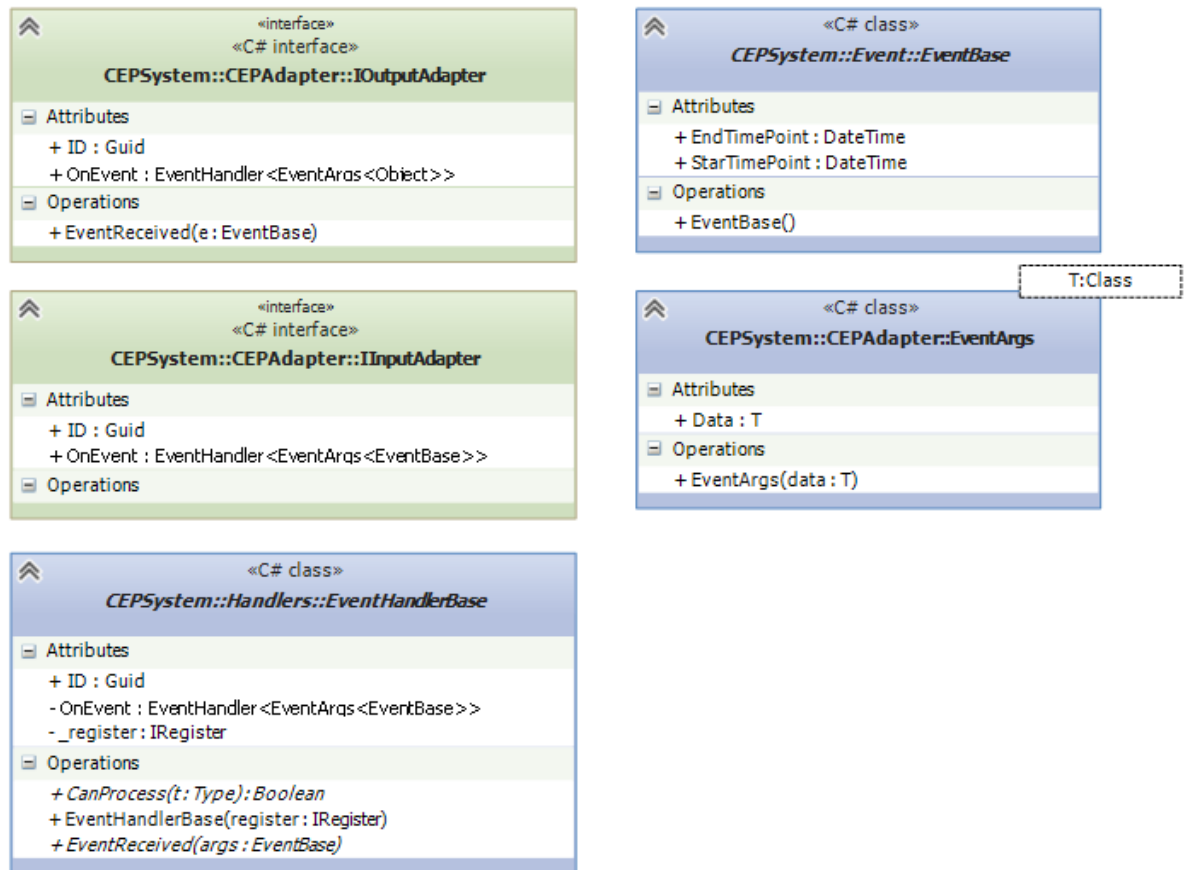 «interface»
«C# interface»
CEPSystem::CEPAdapter::IOutputAdapter
Attributes
+ ID : Guid
+ OnEvent : EventHandler<EventArgs<Object>>
Operations
+ EventReceived(e : EventBase)
«C# class»
CEPSystem::Event::EventBase
Attributes
+ EndTimePoint : DateTime
+ StarTimePoint : DateTime
Operations
+ EventBase()
«interface»
«C# interface»
CEPSystem::CEPAdapter::IInputAdapter
Attributes
+ ID : Guid
+ OnEvent : EventHandler<EventArgs<EventBase>>
Operations
T:Class
«C# class»
CEPSystem::CEPAdapter::EventArgs
Attributes
+ Data : T
Operations
+ EventArgs(data : T)
«C# class»
CEPSystem::Handlers::EventHandlerBase
Attributes
+ ID : Guid
- OnEvent : EventHandler<EventArgs<EventBase>>
- _register : IRegister
Operations
+ CanProcess(t : Type) : Boolean
+ EventHandlerBase(register : IRegister)
+ EventReceived(args : EventBase)